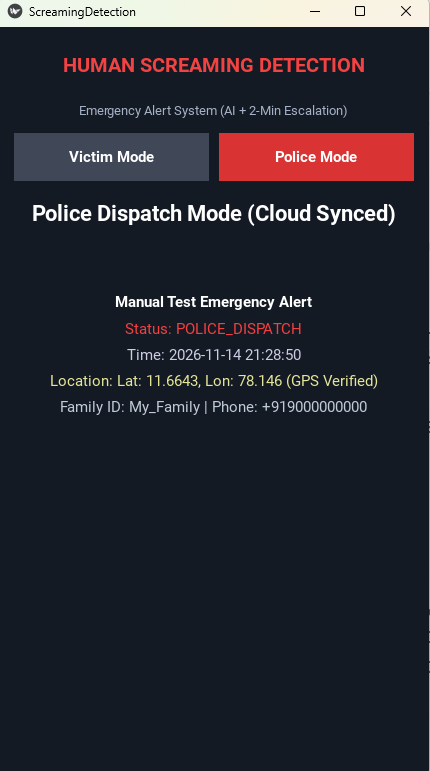 ScreamingDetection
HUMAN SCREAMING DETECTION
Emergency Alert System (AI + 2-Min Escalation)
Victim Mode
Police Mode
Police Dispatch Mode (Cloud Synced)
Manual Test Emergency Alert
Status: POLICE_DISPATCH
Time: 2026-11-14 21:28:50
Location: Lat: 11.6643, Lon: 78.146 (GPS Verified)
Family ID: My_Family | Phone: +919000000000